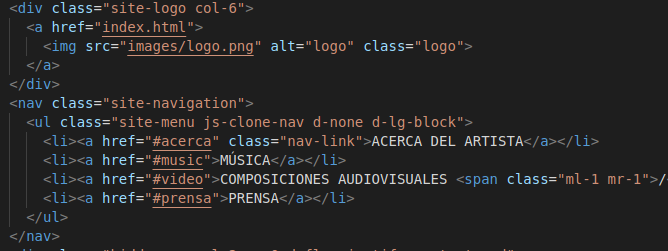 <div class="site-logo col-6">
<a href="index.html">
<img src="images/logo.png" alt="logo" class="logo">
</a>
</div>
<nav class="site-navigation">
<ul class="site-menu js-clone-nav d-none d-lg-block">
<li><a href="#acerca" class="nav-link">ACERCA DEL ARTISTA</a></li>
<li><a href="#music">MÚSICA</a></li>
<li><a href="#video">COMPOSICIONES AUDIOVISUALES <span class="ml-1 mr-1">/
<li><a href="#prensa">PRENSA</a></li>
</ul>
</nav>